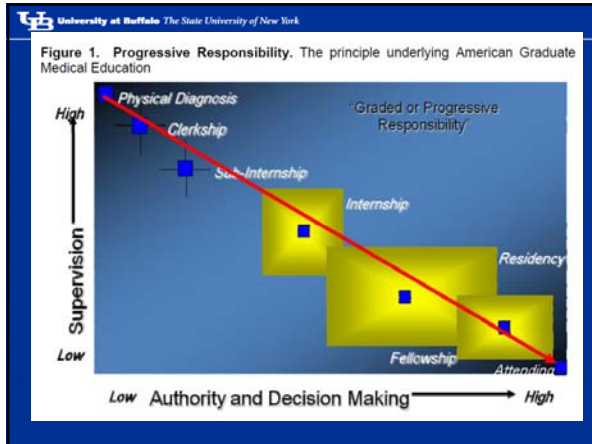 University at Buffalo The State University of New York
Figure 1. Progressive Responsibility. The principle underlying American Graduate
Medical Education
High
Supervision
Low
Physical Diagnosis
"Graded or Progressive
Responsibility"
Clerkship
Sub-Internship
Internship
Residency
Fellowship
Attending
Low Authority and Decision Making High